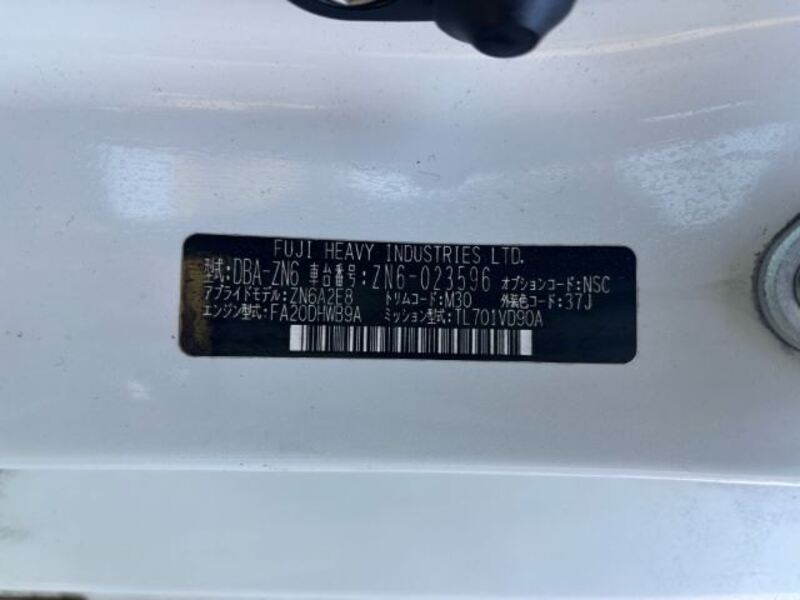 FUJI HEAVY INDUSTRIES LTD.
型式:DBA-ZN6 車台番号:ZN6-023596 オプションコード:NSC
アプライドモデル:ZN6A2E8 トリムコード:M30 外装色コード:37J
エンジン型式:FA20DHWB9A ミッション型式:TL701VD90A